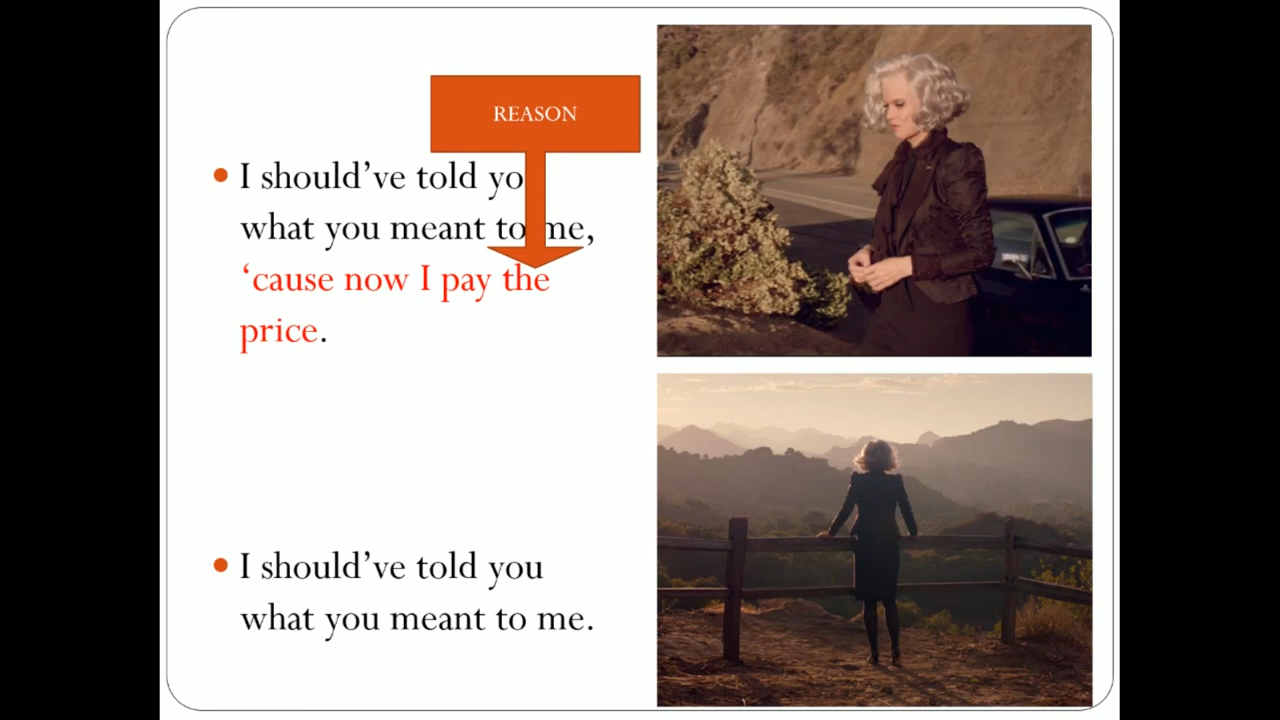 REASON
I should’ve told yo
what you meant to me,
‘cause now I pay the
price.
I should’ve told you
what you meant to me.